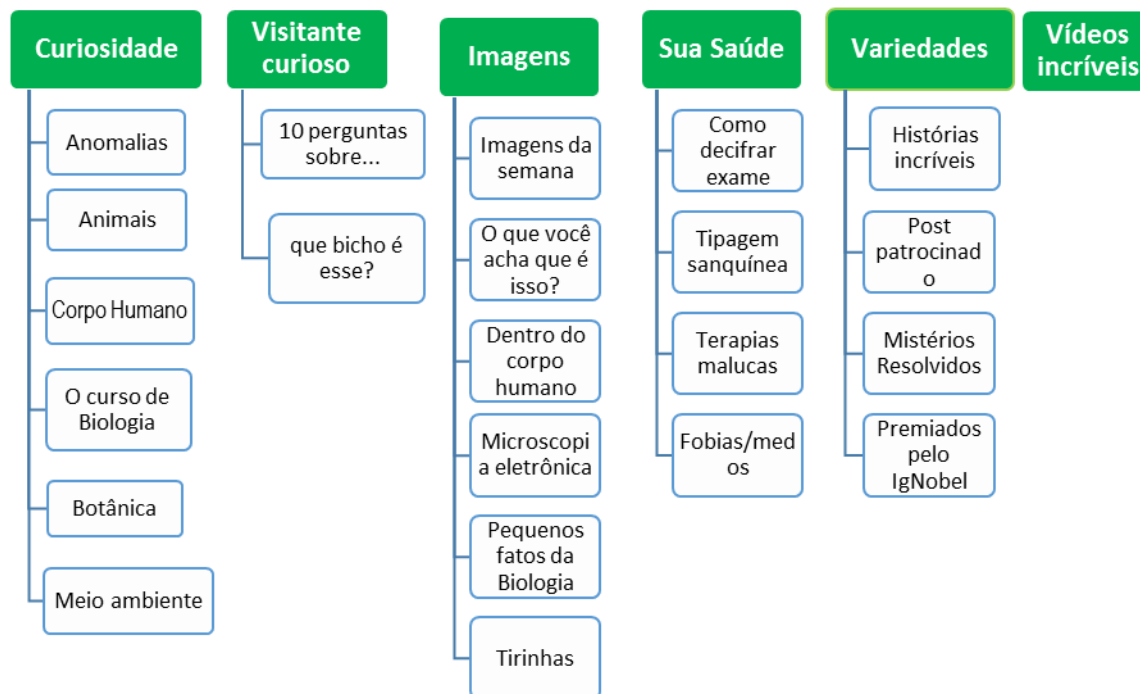 Curiosidade
Anomalias
Animais
Corpo Humano
O curso de
Biologia
Botânica
Meio ambiente
Visitante
curioso
10 perguntas
sobre...
que bicho é
esse?
Imagens
Imagens da
semana
O que você
acha que é
isso?
Dentro do
corpo
humano
Microscopi
a eletrônica
Pequenos
fatos da
Biologia
Tirinhas
Sua Saúde
Como
decifrar
exame
Tipagem
sanquínea
Terapias
malucas
Fobias/med
os
Variedades
Histórias
incríveis
Post
patrocinad
o
Mistérios
Resolvidos
Premiados
pelo
IgNobel
Vídeos
incríveis